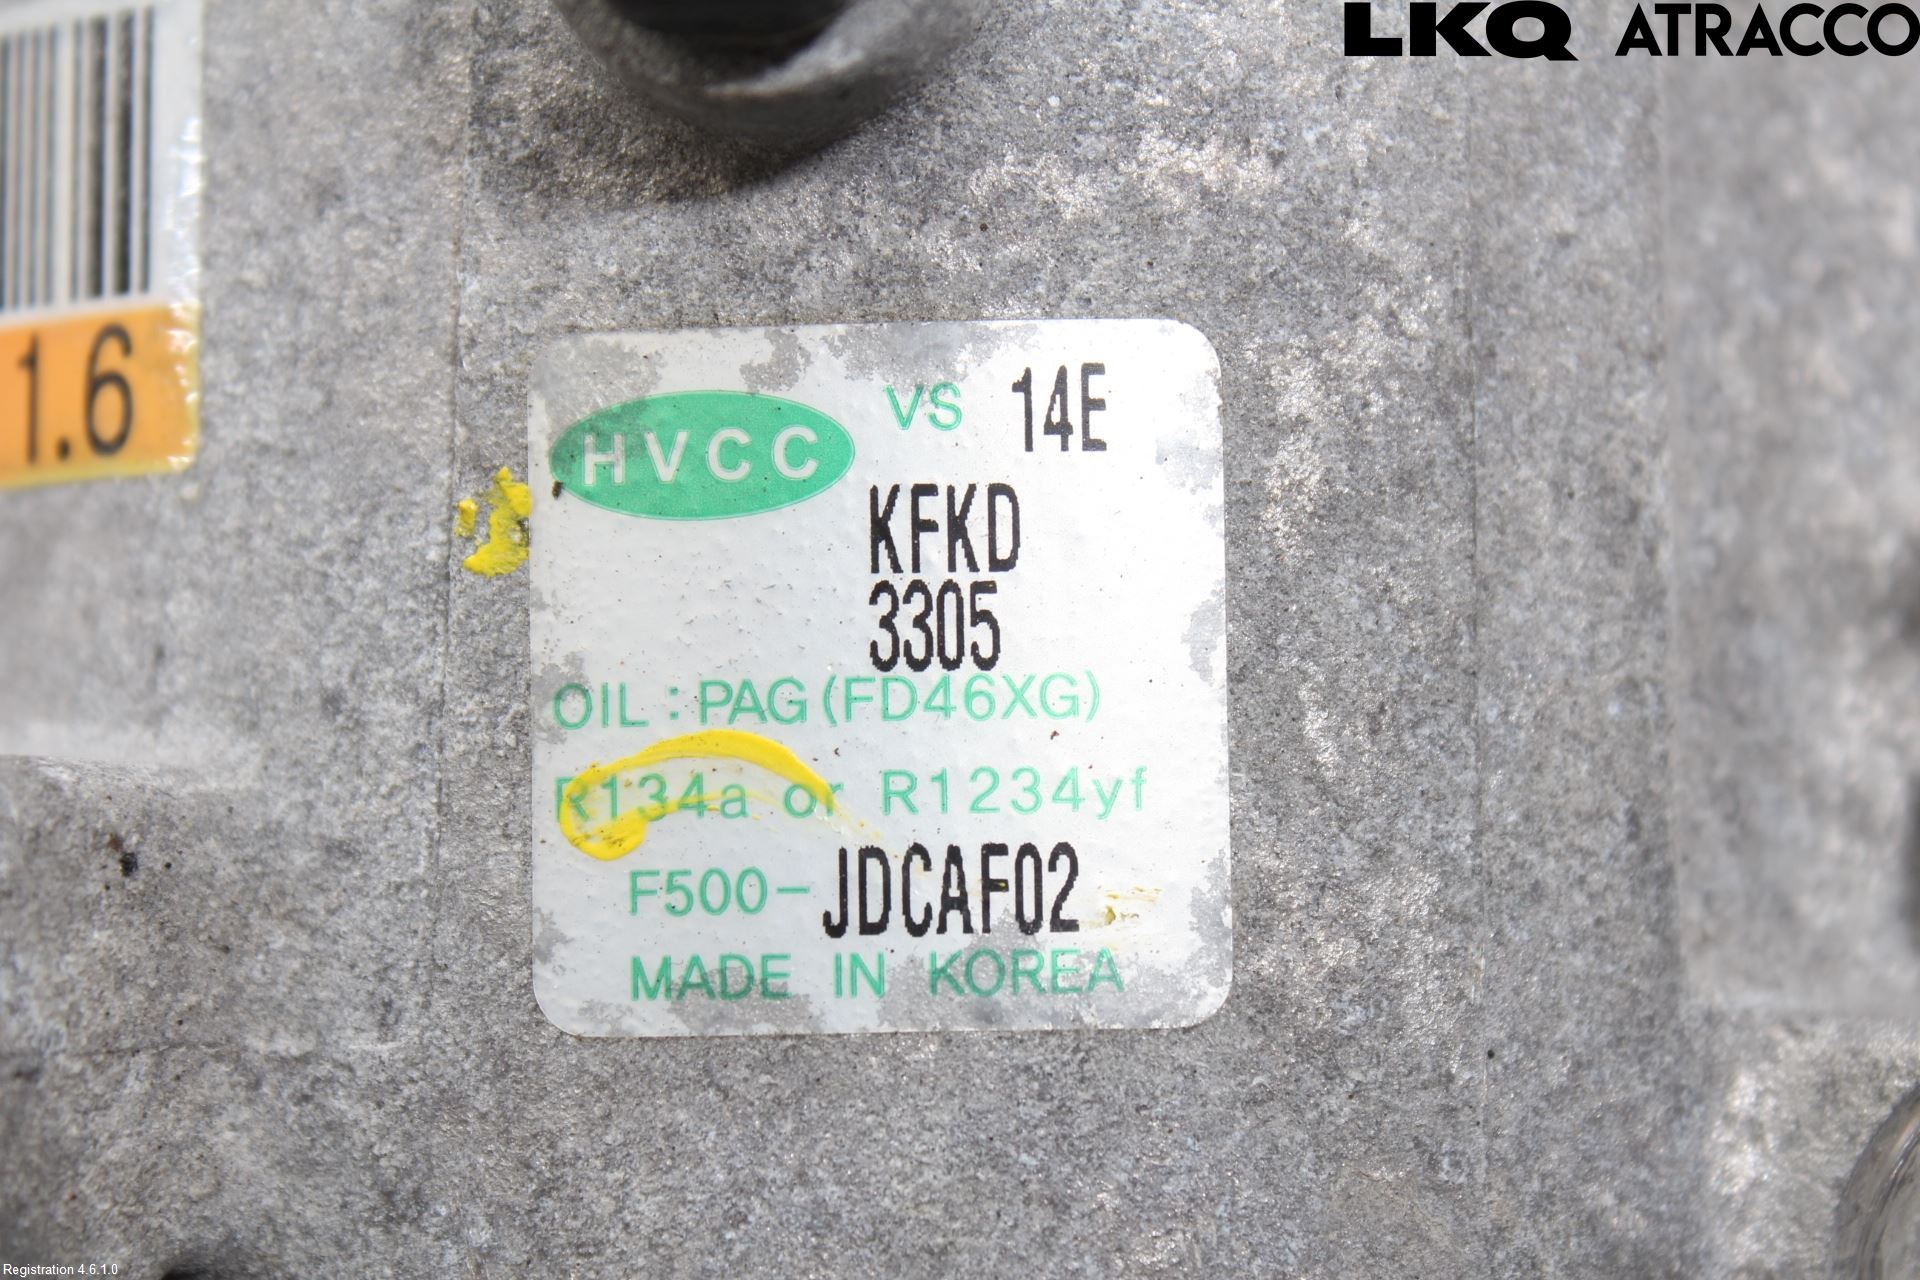 LKQ ATRACCO
1.6
HVCC VS 14E
KFKD
3305
OIL : PAG (FD46XG)
R134a or R1234yf
F500-JDCAF02
MADE IN KOREA
Registration 4.6.1.0